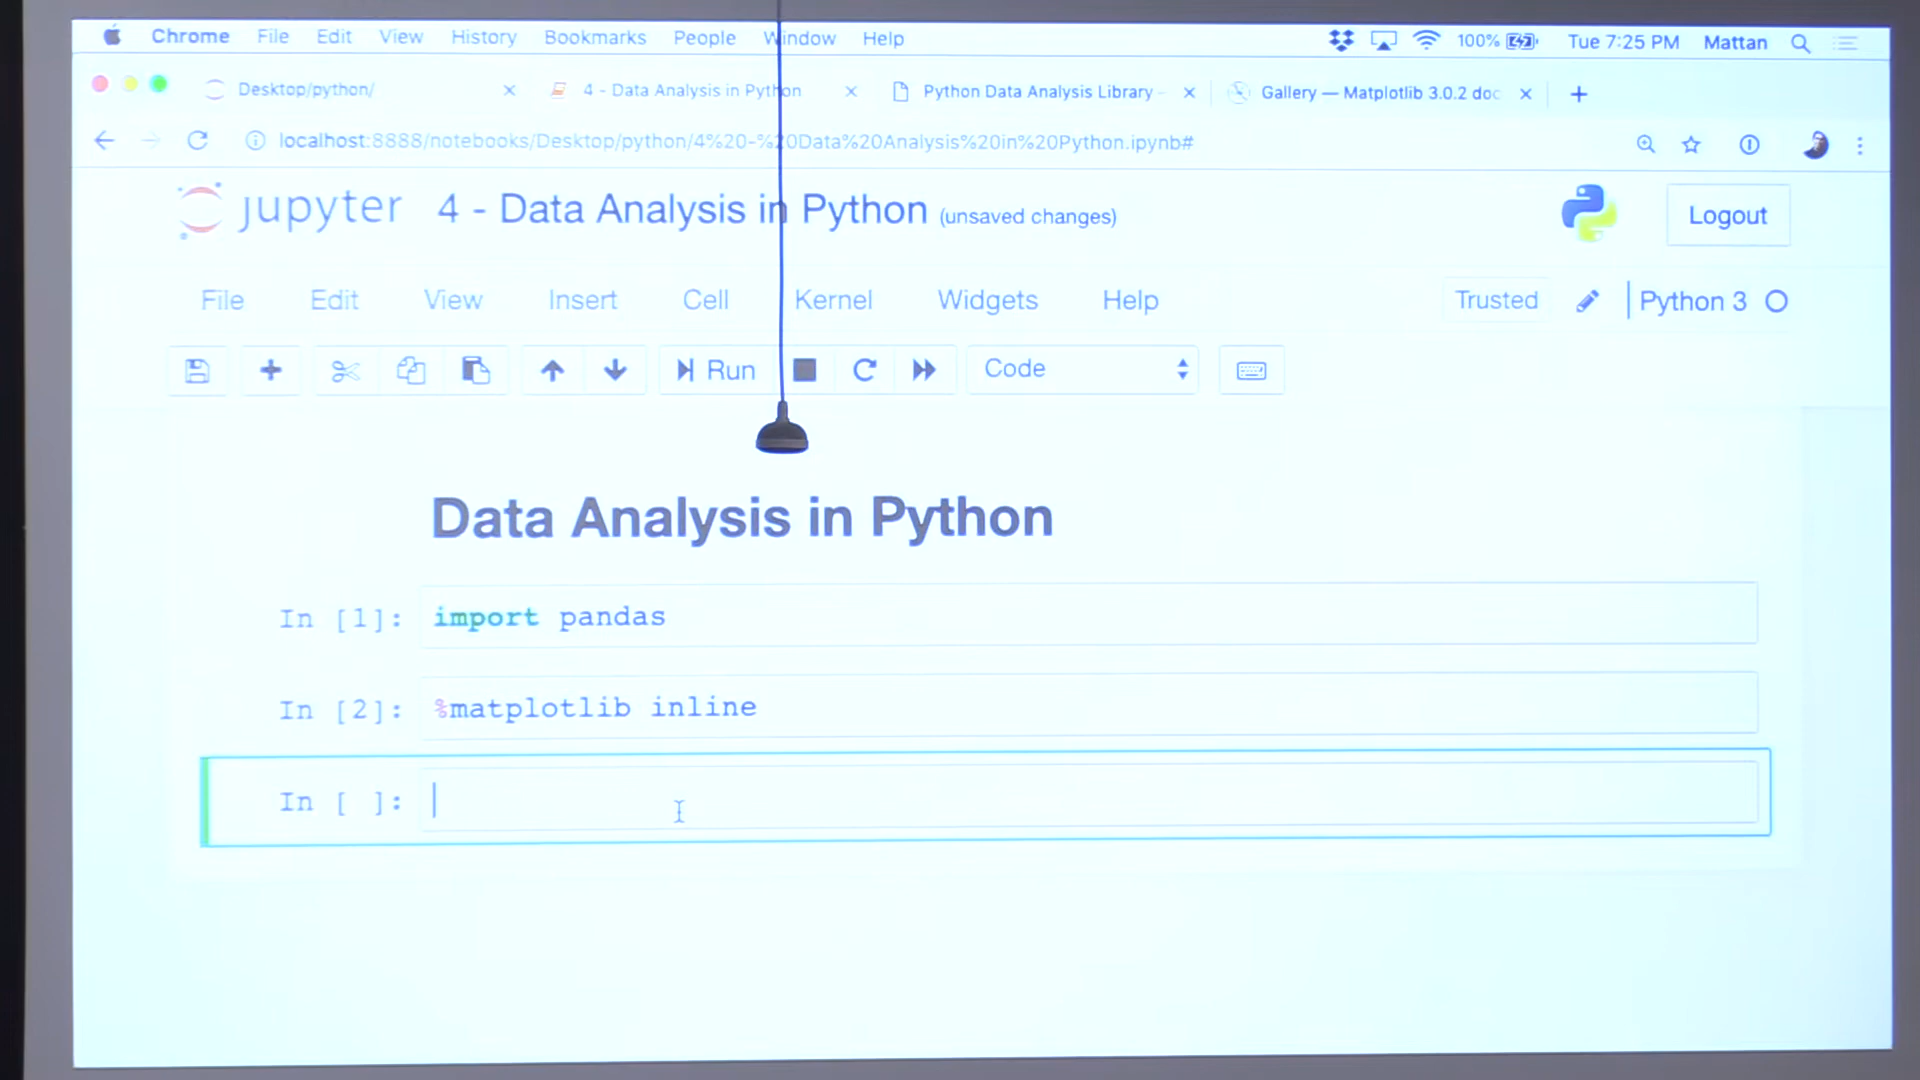 Chrome File Edit View History Bookmarks People Window Help 100% Tue 7:25 PM Mattan
Desktop/python/ 4 - Data Analysis in Python Python Data Analysis Library - Gallery — Matplotlib 3.0.2 doc
localhost:8888/notebooks/Desktop/python/4%20-%20Data%20Analysis%20in%20Python.ipynb#
jupyter 4 - Data Analysis in Python (unsaved changes) Logout
File Edit View Insert Cell Kernel Widgets Help Trusted Python 3
Run Code
Data Analysis in Python
In [1]: import pandas
In [2]: %matplotlib inline
In [ ]: